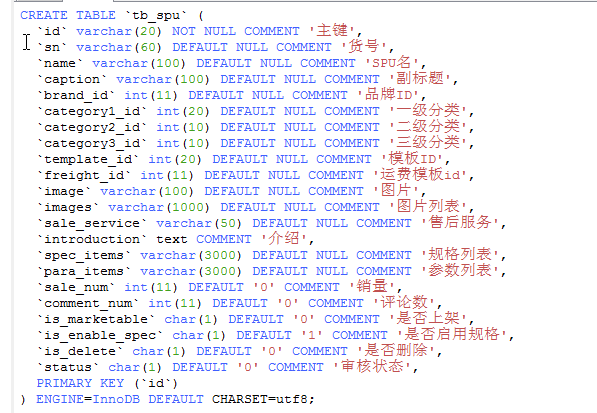 CREATE TABLE `tb_spu` (
`id` varchar(20) NOT NULL COMMENT '主键',
`sn` varchar(60) DEFAULT NULL COMMENT '货号',
`name` varchar(100) DEFAULT NULL COMMENT 'SPU名',
`caption` varchar(100) DEFAULT NULL COMMENT '副标题',
`brand_id` int(11) DEFAULT NULL COMMENT '品牌ID',
`category1_id` int(20) DEFAULT NULL COMMENT '一级分类',
`category2_id` int(10) DEFAULT NULL COMMENT '二级分类',
`category3_id` int(10) DEFAULT NULL COMMENT '三级分类',
`template_id` int(20) DEFAULT NULL COMMENT '模板ID',
`freight_id` int(11) DEFAULT NULL COMMENT '运费模板id',
`image` varchar(100) DEFAULT NULL COMMENT '图片',
`images` varchar(1000) DEFAULT NULL COMMENT '图片列表',
`sale_service` varchar(50) DEFAULT NULL COMMENT '售后服务',
`introduction` text COMMENT '介绍',
`spec_items` varchar(3000) DEFAULT NULL COMMENT '规格列表',
`para_items` varchar(3000) DEFAULT NULL COMMENT '参数列表',
`sale_num` int(11) DEFAULT '0' COMMENT '销量',
`comment_num` int(11) DEFAULT '0' COMMENT '评论数',
`is_marketable` char(1) DEFAULT '0' COMMENT '是否上架',
`is_enable_spec` char(1) DEFAULT '1' COMMENT '是否启用规格',
`is_delete` char(1) DEFAULT '0' COMMENT '是否删除',
`status` char(1) DEFAULT '0' COMMENT '审核状态',
PRIMARY KEY (`id`)
) ENGINE=InnoDB DEFAULT CHARSET=utf8;